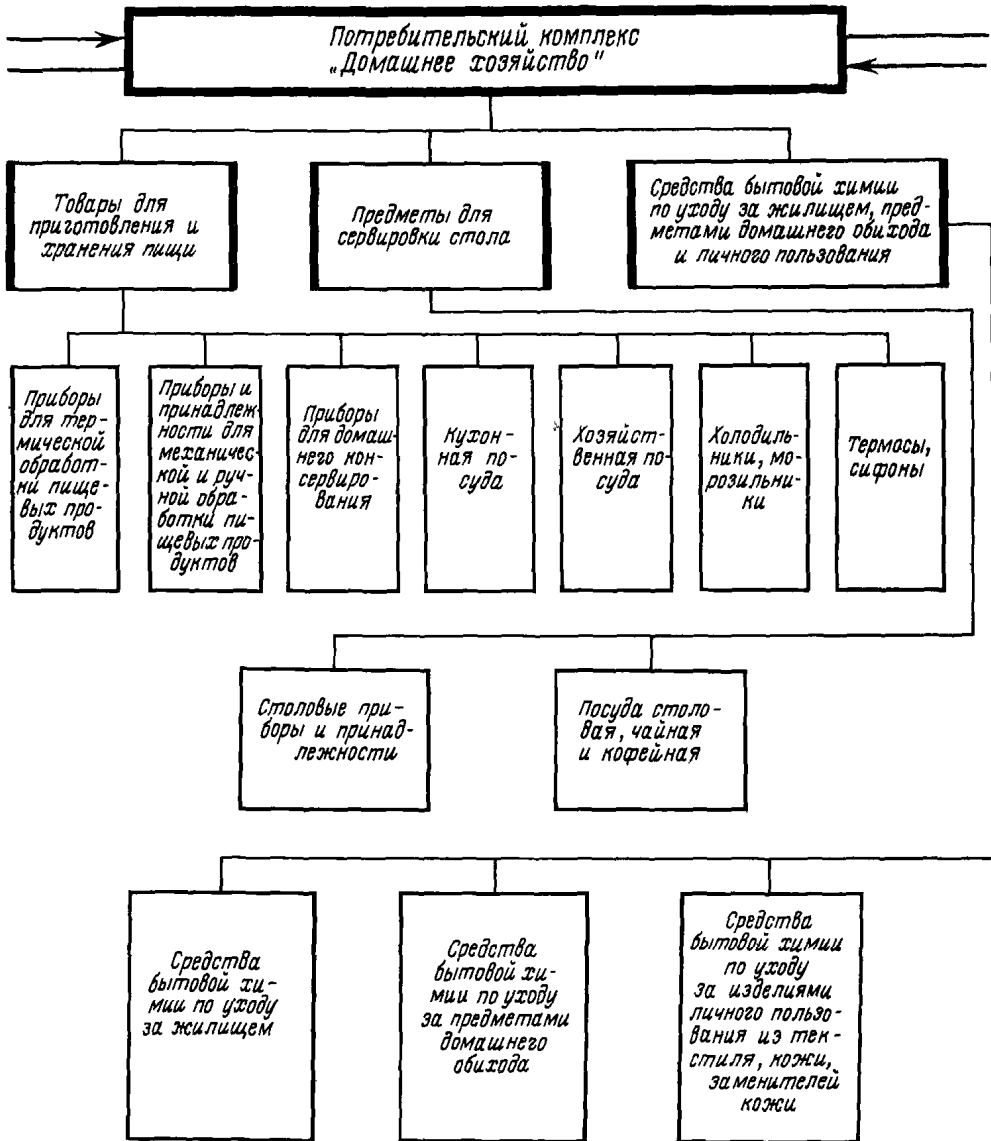 Потребительский комплекс
„Домашнее хозяйство"
Товары для
приготовления и
хранения пищи
Предметы для
сервировки стола
Средства бытовой химии
по уходу за жилищем, пред-
метами домашнего обихода
и личного пользования
Приборы
для тер-
мической
обработ-
ки пище-
вых про-
дуктов
Приборы и
принадлеж-
ности для
механичес-
кой и руч-
ной обра-
ботки пи-
щевых про-
дуктов
Приборы
для домаш-
него кон-
сервиро-
вания
Кухон-
ная по-
суда
Хозяйст-
венная по-
суда
Холодиль-
ники, мо-
розильни-
ки
Термосы,
сифоны
Столовые при-
боры и принад-
лежности
Посуда столо-
вая, чайная
и кофейная
Средства
бытовой хи-
мии по уходу
за жилищем
Средства
бытовой хи-
мии по уходу
за предметами
домашнего
обихода
Средства
бытовой химии
по уходу
за изделиями
личного пользо-
вания из тек-
стиля, кожи,
заменителей
кожи